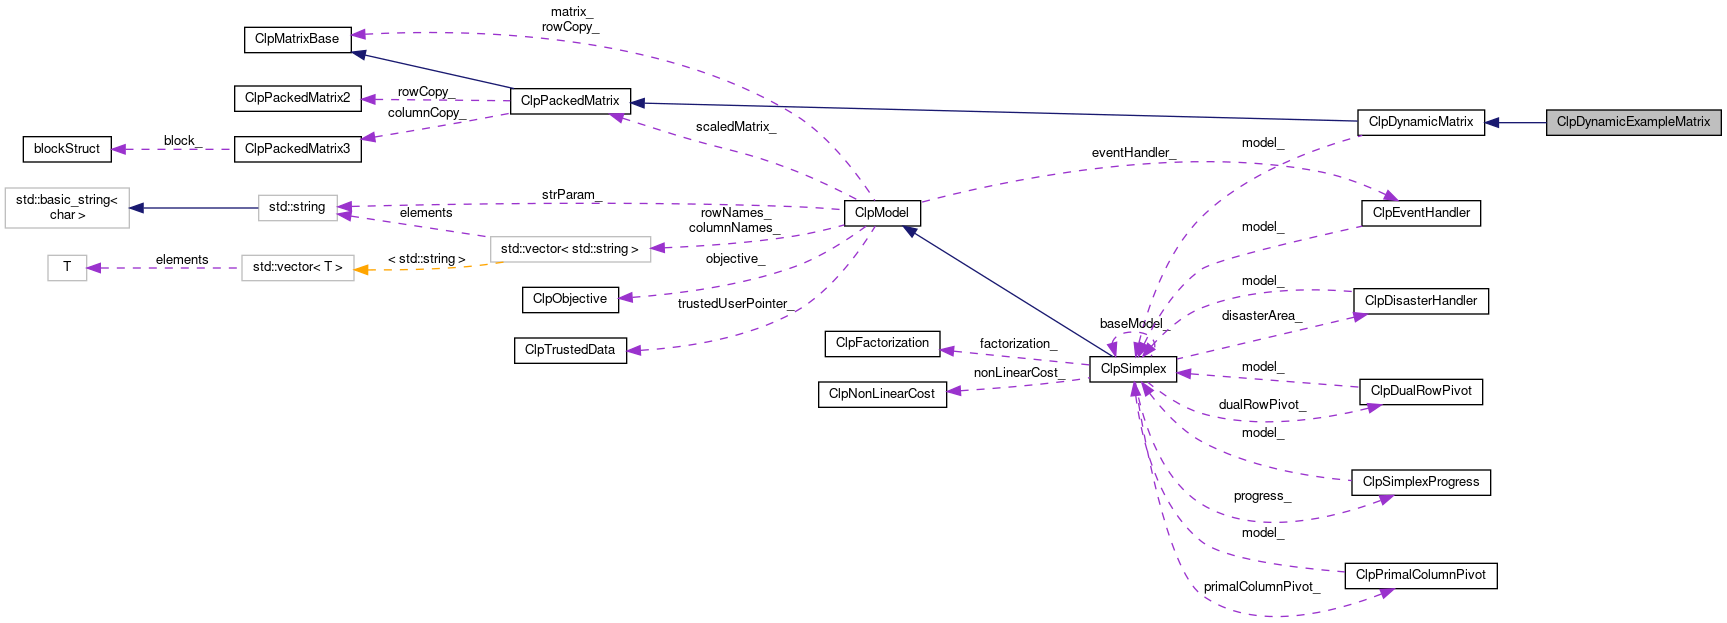 matrix_
rowCopy_
ClpMatrixBase
ClpPackedMatrix2
rowCopy_
ClpPackedMatrix
columnCopy_
ClpDynamicMatrix
ClpDynamicExampleMatrix
scaledMatrix_
model_
blockStruct
block_
ClpPackedMatrix3
eventHandler_
std::basic_string<
char >
std::string
strParam_
elements
rowNames_
columnNames_
ClpModel
ClpEventHandler
model_
std::vector< std::string >
T
elements
std::vector< T >
< std::string >
objective_
ClpObjective
trustedUserPointer_
model_
ClpDisasterHandler
disasterArea_
baseModel_
ClpTrustedData
ClpFactorization
factorization_
ClpSimplex
nonLinearCost_
ClpNonLinearCost
model_
ClpDualRowPivot
dualRowPivot_
model_
ClpSimplexProgress
progress_
model_
ClpPrimalColumnPivot
primalColumnPivot_